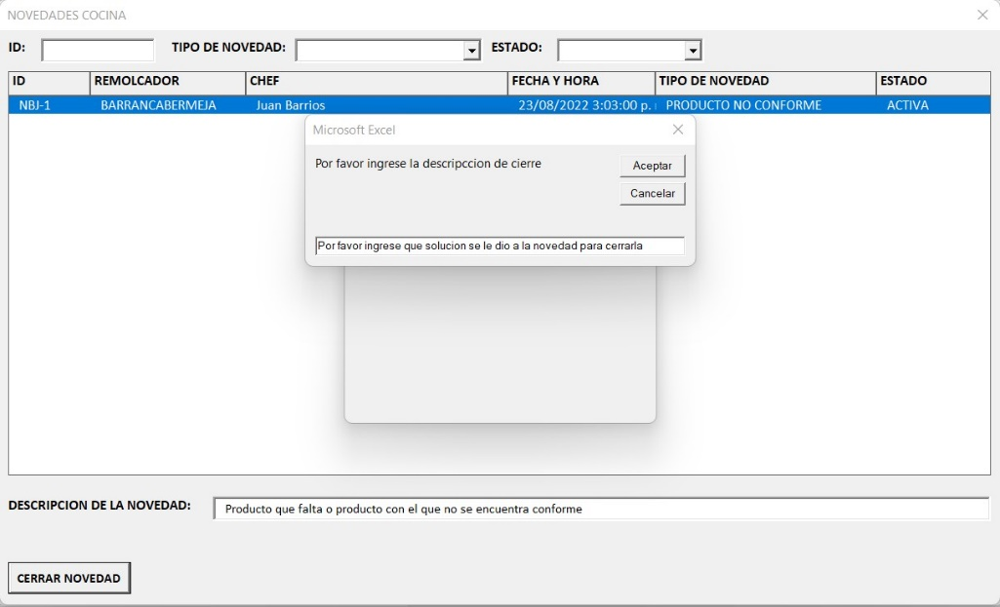 NOVEDADES COCINA
ID: TIPO DE NOVEDAD: ESTADO:
ID REMOLCADOR CHEF FECHA Y HORA TIPO DE NOVEDAD ESTADO
NBJ-1 BARRANCABERMEJA Juan Barrios 23/08/2022 3:03:00 p. PRODUCTO NO CONFORME ACTIVA
Microsoft Excel
Por favor ingrese la descripccion de cierre
Aceptar
Cancelar
Por favor ingrese que solucion se le dio a la novedad para cerrarla
DESCRIPCION DE LA NOVEDAD: Producto que falta o producto con el que no se encuentra conforme
CERRAR NOVEDAD